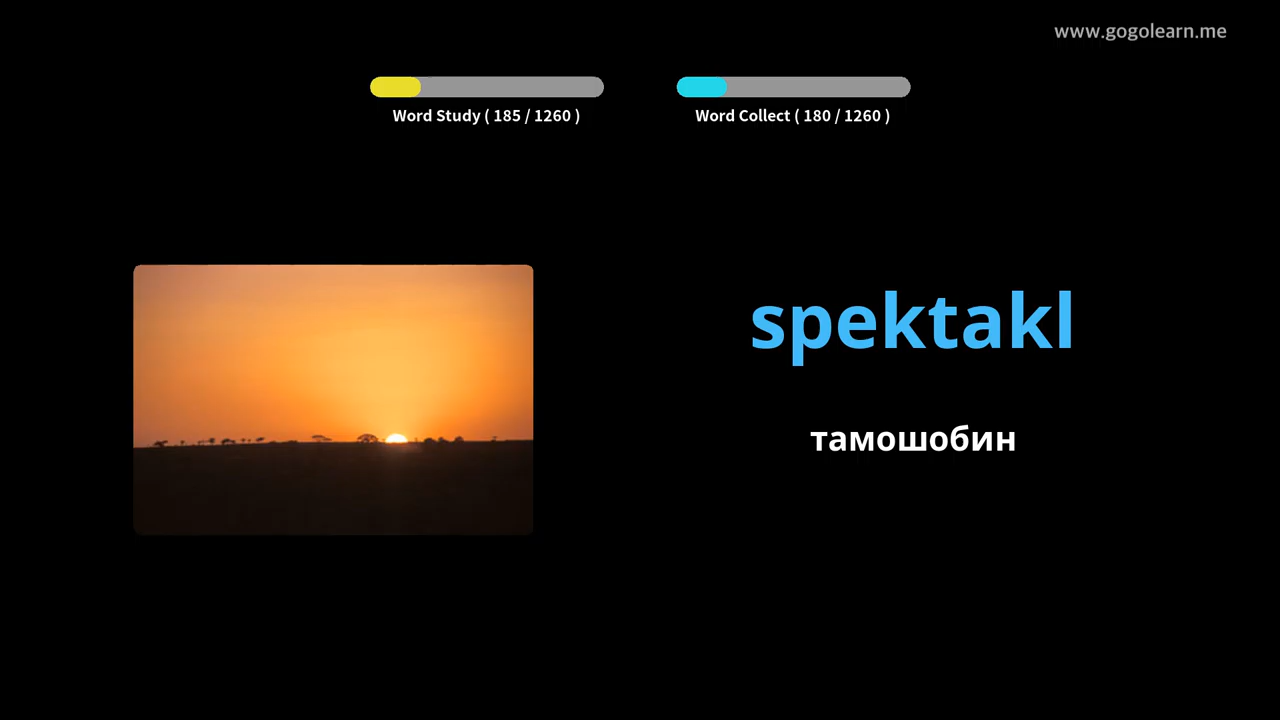 www.gogolearn.me
Word Study ( 185 / 1260 )
Word Collect ( 180 / 1260 )
spektakl
тамошобин